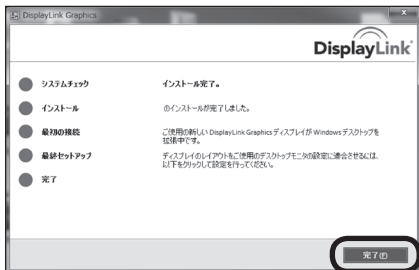 DisplayLink Graphics
DisplayLink
システムチェック
インストール完了。
インストール
のインストールが完了しました。
最初の接続
ご使用の新しい DisplayLink Graphics ディスプレイが Windows デスクトップを
拡張中です。
最終セットアップ
ディスプレイのレイアウトをご使用のデスクトップモニタの設定に適合させるには、
以下をクリックして設定を行ってください。
完了
完了(F)